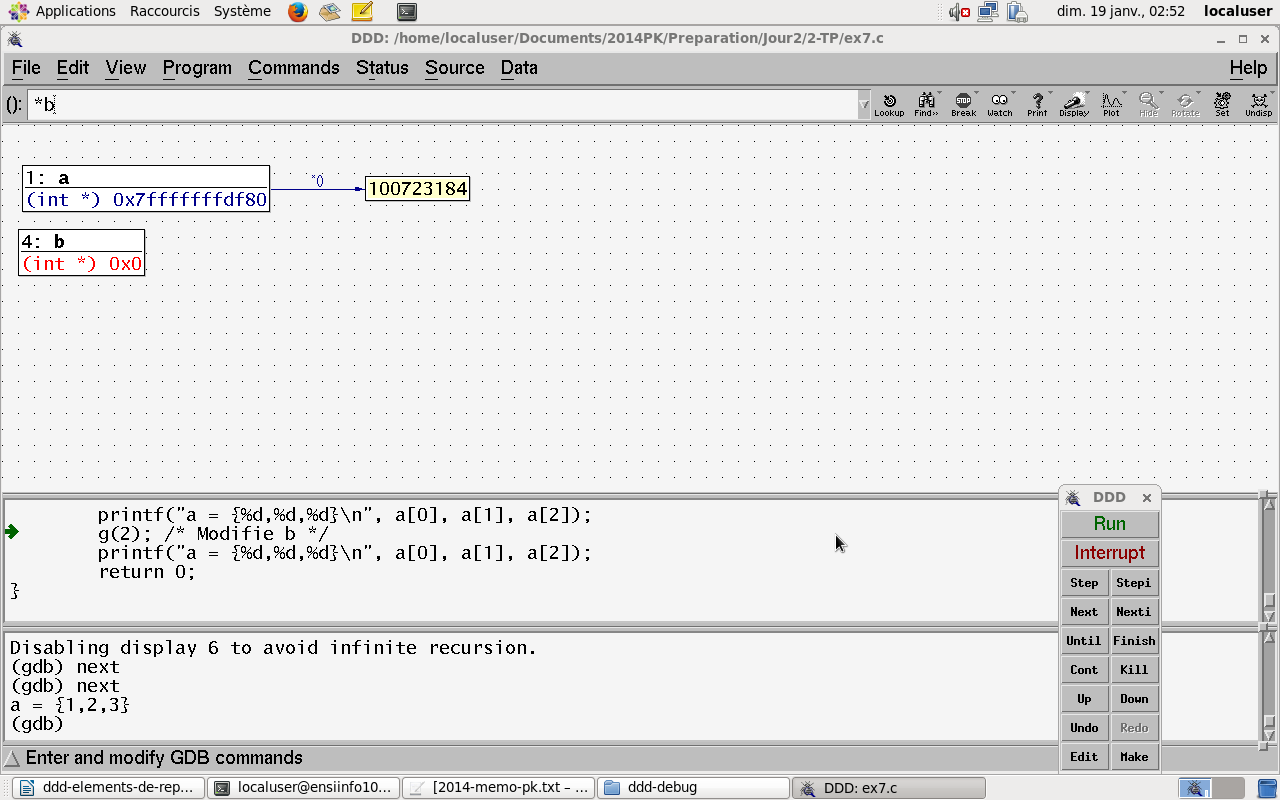 Applications Raccourcis Système dim. 19 janv., 02:52 localuser
DDD: /home/localuser/Documents/2014PK/Preparation/Jour2/2-TP/ex7.c
File Edit View Program Commands Status Source Data Help
(): *b
Lookup Find>> Break Watch Print Display Plot Hide Rotate Set Undisp
STOP
1: a
(int *) 0x7fffffffdf80
*()
100723184
4: b
(int *) 0x0
printf("a = {%d,%d,%d}\n", a[0], a[1], a[2]);
g(2); /* Modifie b */
printf("a = {%d,%d,%d}\n", a[0], a[1], a[2]);
return 0;
}
DDD
Run
Interrupt
Step Stepi
Next Nexti
Until Finish
Cont Kill
Up Down
Undo Redo
Edit Make
Disabling display 6 to avoid infinite recursion.
(gdb) next
(gdb) next
a = {1,2,3}
(gdb)
Enter and modify GDB commands
ddd-elements-de-rep... localuser@ensiinfo10... [2014-memo-pk.txt – ... ddd-debug DDD: ex7.c